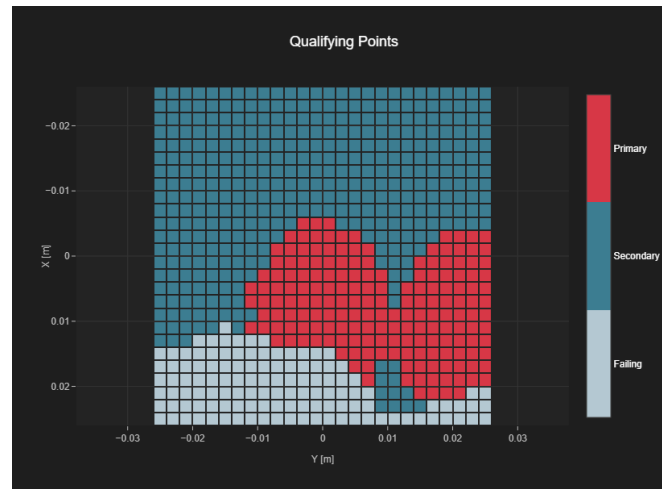 Qualifying Points
−0.02
−0.01
0
0.01
0.02
X [m]
−0.03
−0.02
−0.01
0
0.01
0.02
0.03
Y [m]
Primary
Secondary
Failing